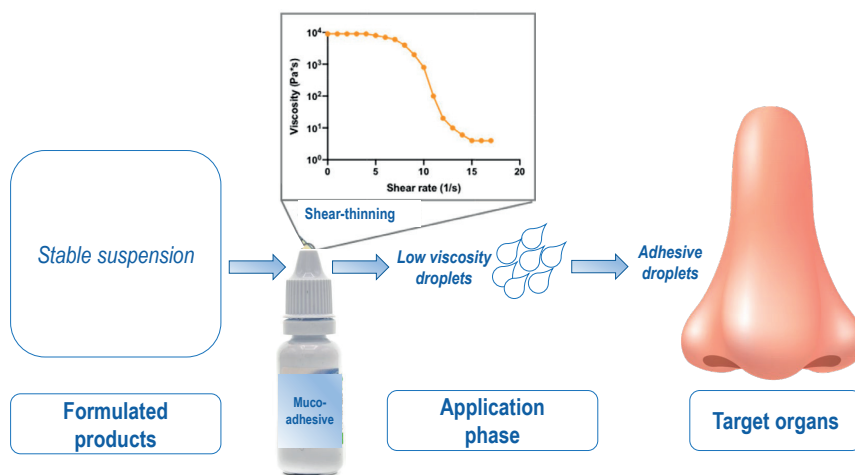 10⁴
10³
10²
10¹
10⁰
Viscosity (Pa*s)
0 5 10 15 20
Shear rate (1/s)
Shear-thinning
Stable suspension
Low viscosity
droplets
Adhesive
droplets
Muco-
adhesive
Formulated
products
Application
phase
Target organs